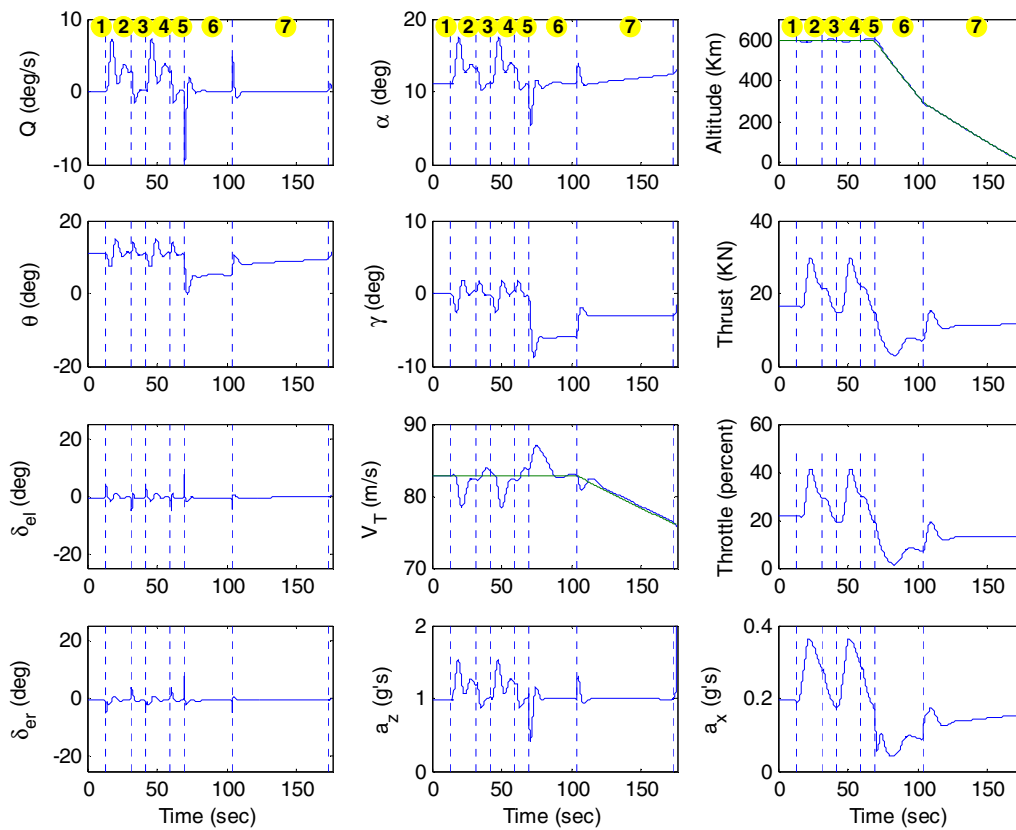 1 2 3 4 5 6 7
10
0
-10
Q (deg/s)
0 50 100 150
1 2 3 4 5 6 7
20
10
0
α (deg)
0 50 100 150
1 2 3 4 5 6 7
600
400
200
0
Altitude (Km)
0 50 100 150
20
0
-20
θ (deg)
0 50 100 150
10
0
-10
γ (deg)
0 50 100 150
40
20
0
Thrust (KN)
0 50 100 150
20
0
-20
δel (deg)
0 50 100 150
90
80
70
V_T (m/s)
0 50 100 150
60
40
20
0
Throttle (percent)
0 50 100 150
20
0
-20
δer (deg)
0 50 100 150
Time (sec)
2
1
0
az (g's)
0 50 100 150
Time (sec)
0.4
0.2
0
ax (g's)
0 50 100 150
Time (sec)